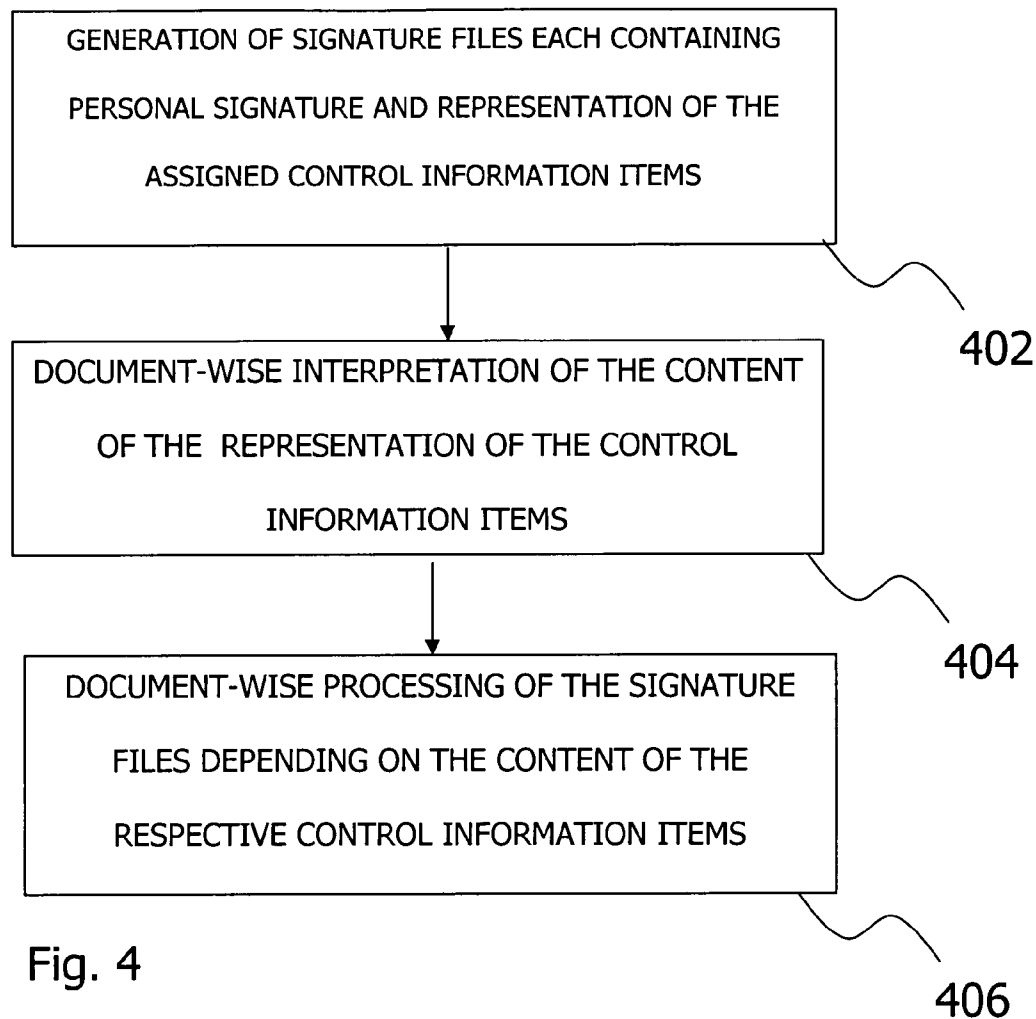 GENERATION OF SIGNATURE FILES EACH CONTAINING
PERSONAL SIGNATURE AND REPRESENTATION OF THE
ASSIGNED CONTROL INFORMATION ITEMS
402
DOCUMENT-WISE INTERPRETATION OF THE CONTENT
OF THE REPRESENTATION OF THE CONTROL
INFORMATION ITEMS
404
DOCUMENT-WISE PROCESSING OF THE SIGNATURE
FILES DEPENDING ON THE CONTENT OF THE
RESPECTIVE CONTROL INFORMATION ITEMS
406
Fig. 4